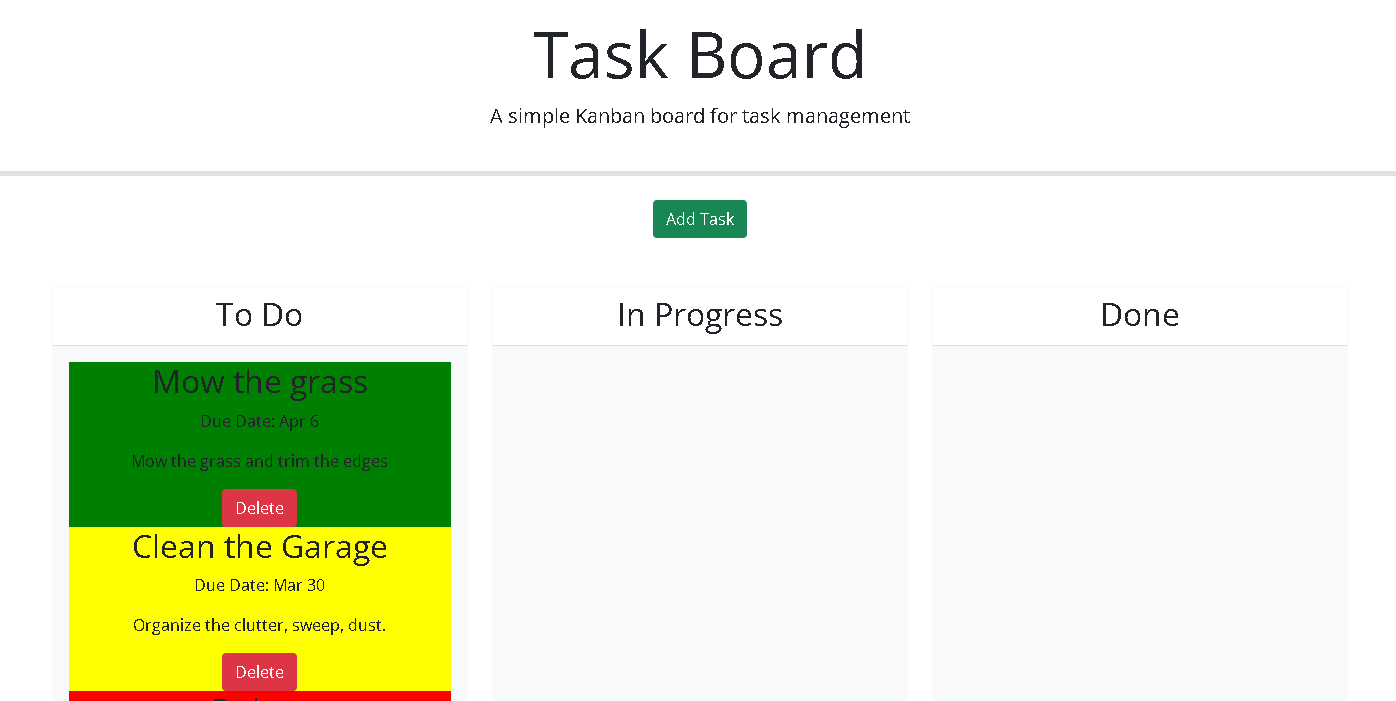 Task Board
A simple Kanban board for task management
Add Task
To Do
Mow the grass
Due Date: Apr 6
Mow the grass and trim the edges
Delete
Clean the Garage
Due Date: Mar 30
Organize the clutter, sweep, dust.
Delete
In Progress
Done